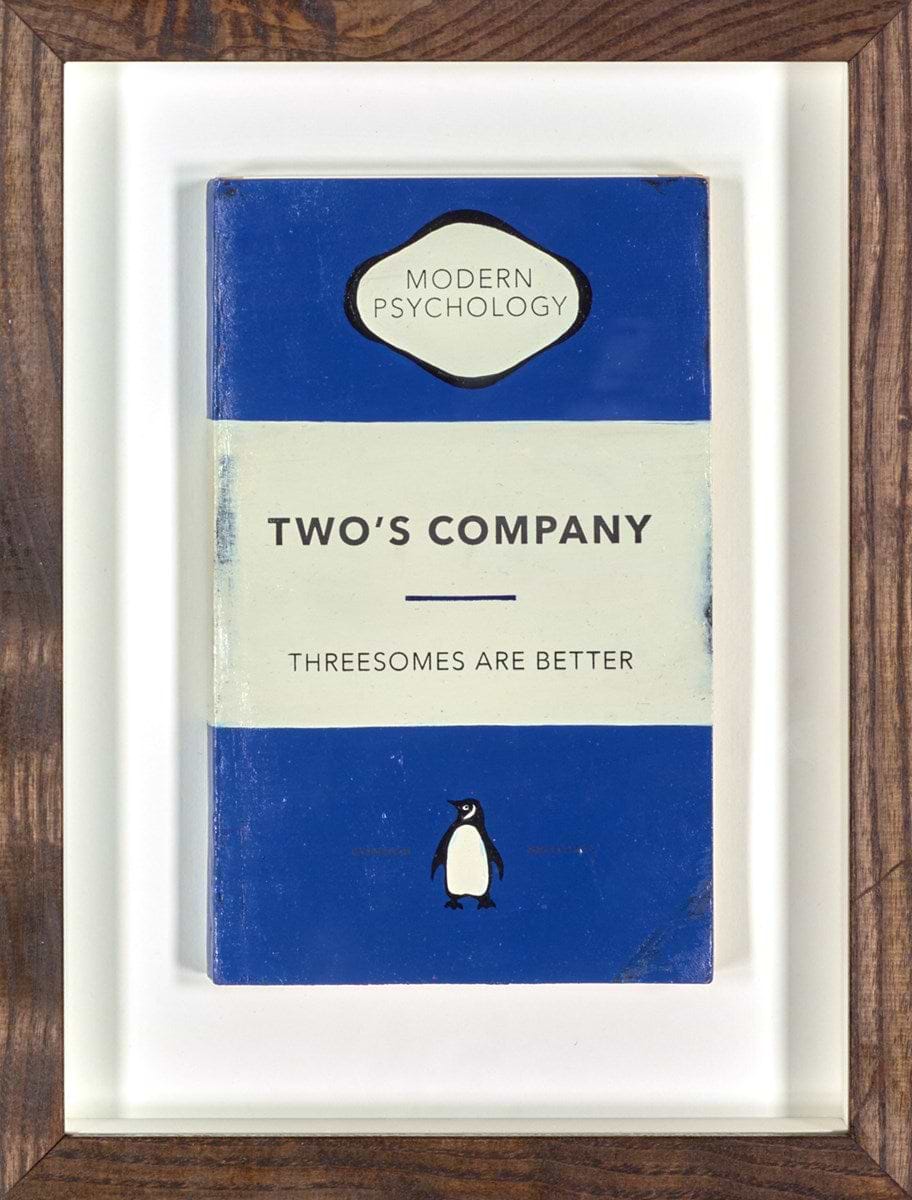 MODERN
PSYCHOLOGY
TWO'S COMPANY
THREESOMES ARE BETTER